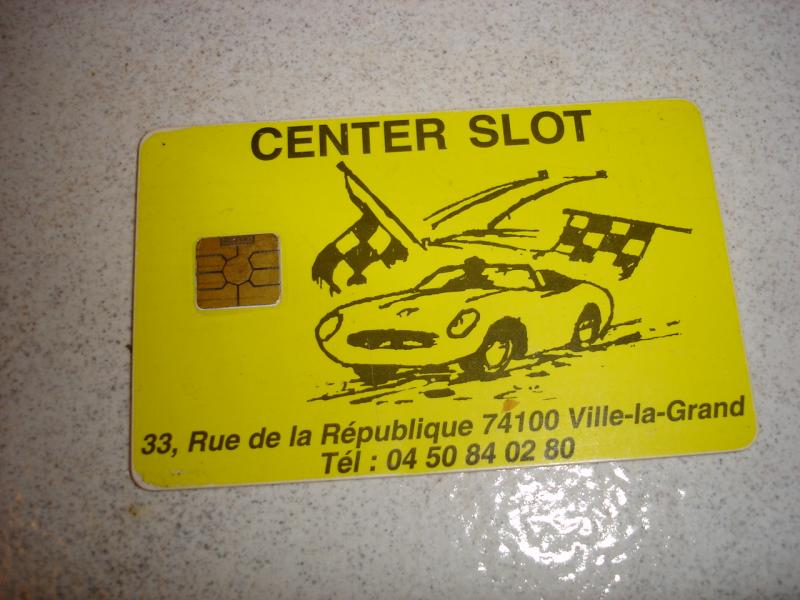 CENTER SLOT
33, Rue de la République 74100 Ville-la-Grand
Tél : 04 50 84 02 80